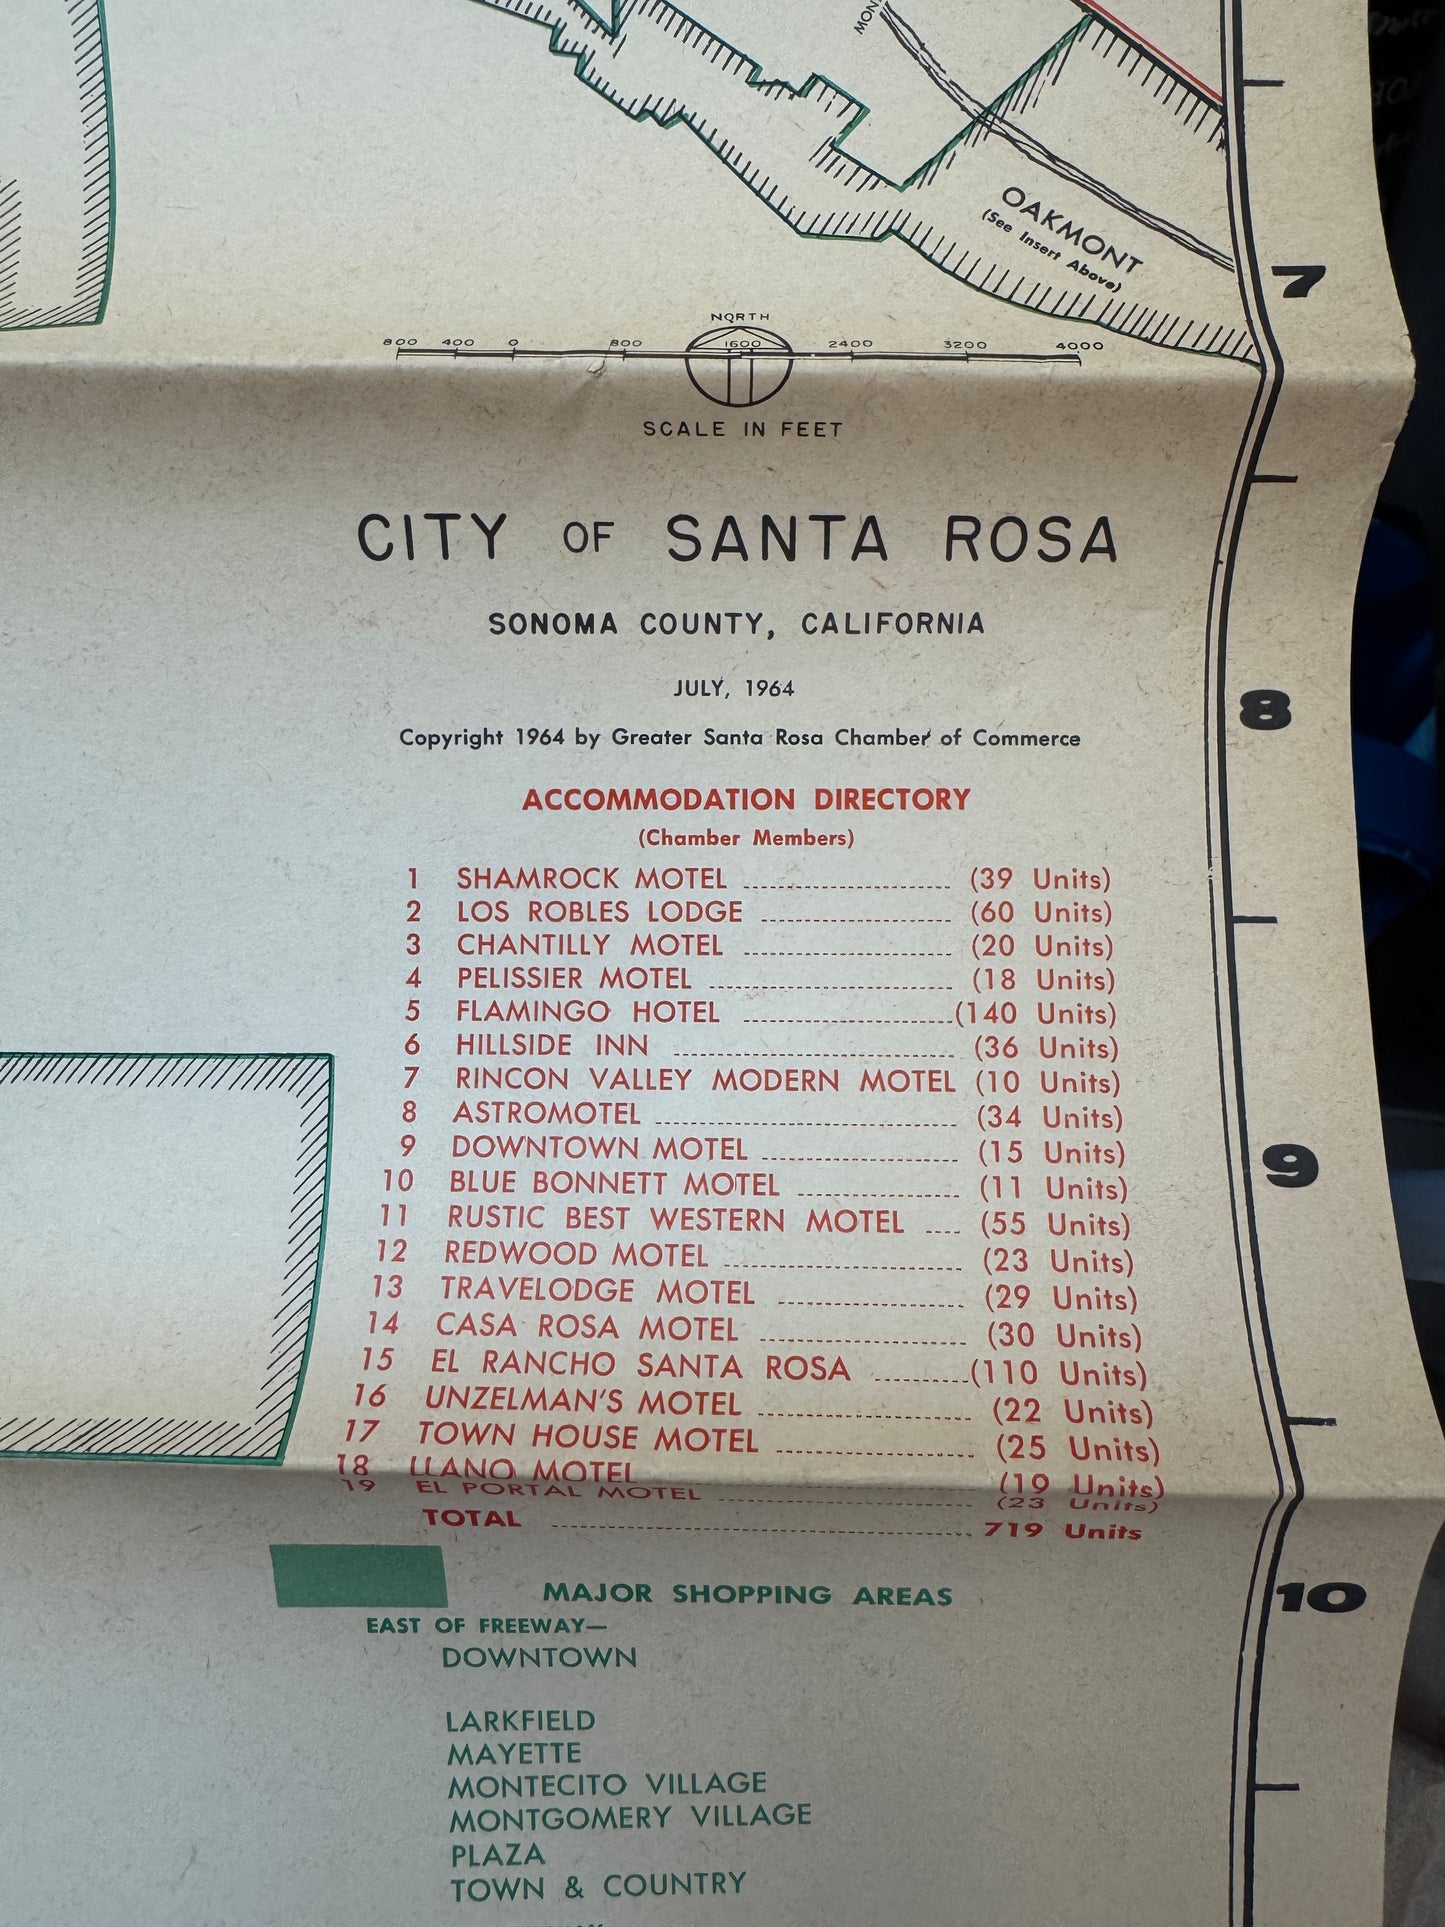 MON
OAKMONT
(See Insert Above)
7
NORTH
800 400 0 800 1600 2400 3200 4000
SCALE IN FEET
CITY OF SANTA ROSA
SONOMA COUNTY, CALIFORNIA
JULY, 1964
8
Copyright 1964 by Greater Santa Rosa Chamber of Commerce
ACCOMMODATION DIRECTORY
(Chamber Members)
1 SHAMROCK MOTEL (39 Units)
2 LOS ROBLES LODGE (60 Units)
3 CHANTILLY MOTEL (20 Units)
4 PELISSIER MOTEL (18 Units)
5 FLAMINGO HOTEL (140 Units)
6 HILLSIDE INN (36 Units)
7 RINCON VALLEY MODERN MOTEL (10 Units)
8 ASTROMOTEL (34 Units)
9 DOWNTOWN MOTEL (15 Units)
9
10 BLUE BONNETT MOTEL (11 Units)
11 RUSTIC BEST WESTERN MOTEL (55 Units)
12 REDWOOD MOTEL (23 Units)
13 TRAVELODGE MOTEL (29 Units)
14 CASA ROSA MOTEL (30 Units)
15 EL RANCHO SANTA ROSA (110 Units)
16 UNZELMAN'S MOTEL (22 Units)
17 TOWN HOUSE MOTEL (25 Units)
18 LLANO MOTEL (19 Units)
19 EL PORTAL MOTEL (23 Units)
TOTAL 719 Units
MAJOR SHOPPING AREAS
10
EAST OF FREEWAY—
DOWNTOWN
LARKFIELD
MAYETTE
MONTECITO VILLAGE
MONTGOMERY VILLAGE
PLAZA
TOWN & COUNTRY